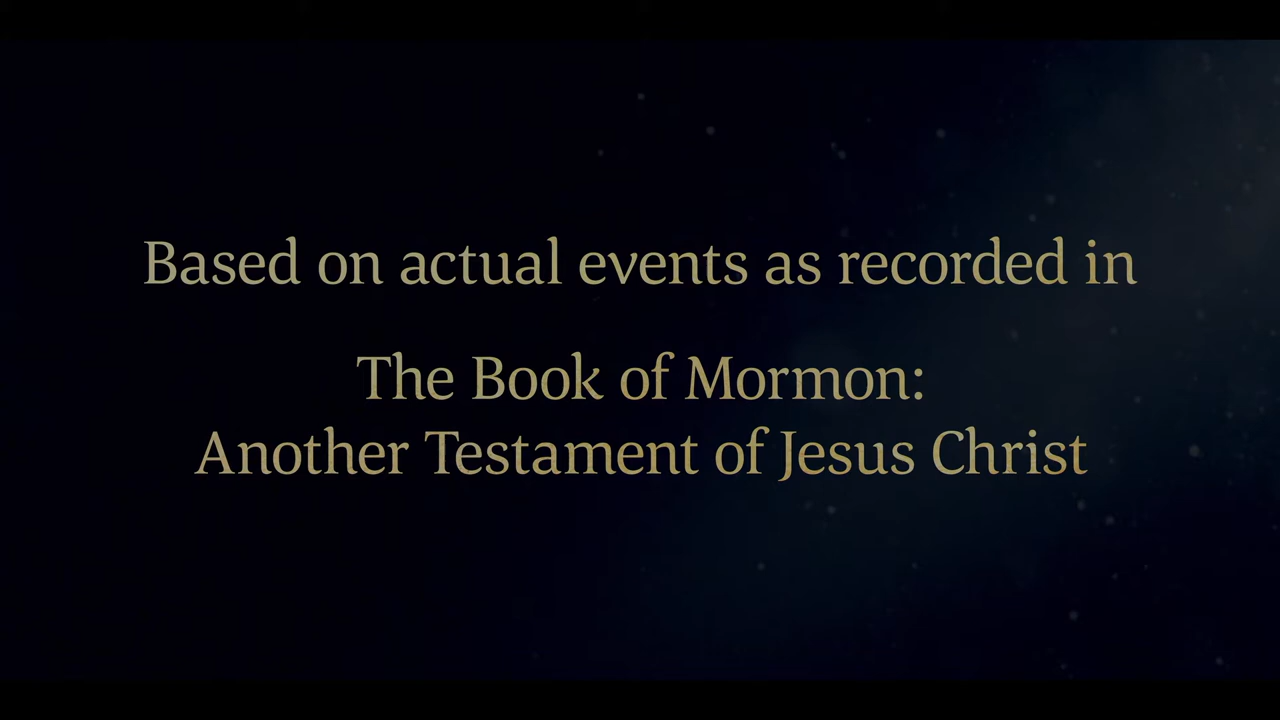 Based on actual events as recorded in
The Book of Mormon:
Another Testament of Jesus Christ